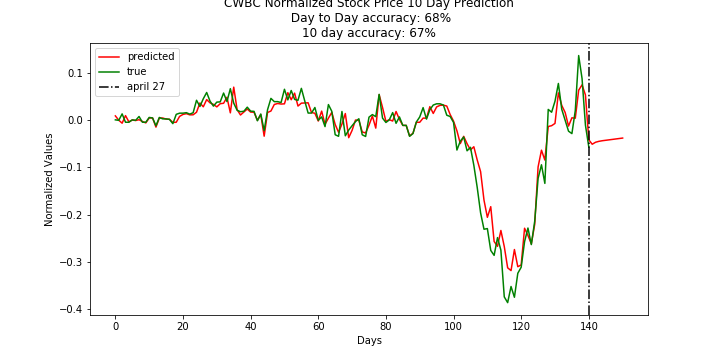 CWBC Normalized Stock Price 10 Day Prediction
Day to Day accuracy: 68%
10 day accuracy: 67%
predicted
true
april 27
Normalized Values
0.1
0.0
−0.1
−0.2
−0.3
−0.4
0 20 40 60 80 100 120 140
Days